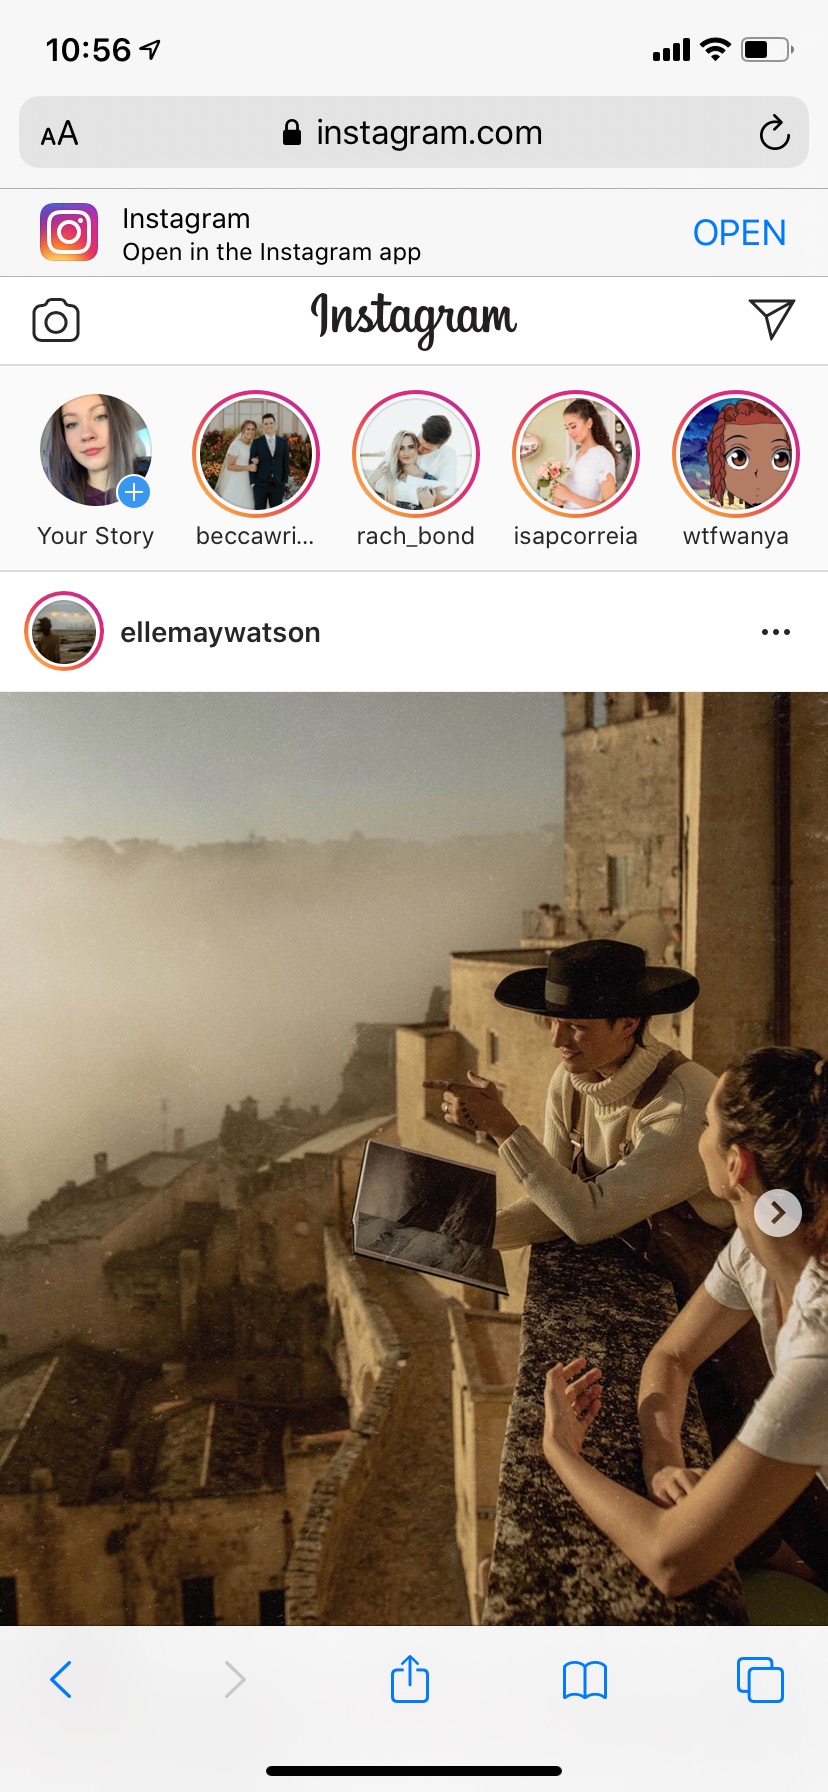 10:56
AA instagram.com
Instagram
Open in the Instagram app
OPEN
Instagram
Your Story
beccawri...
rach_bond
isapcorreia
wtfwanya
ellemaywatson